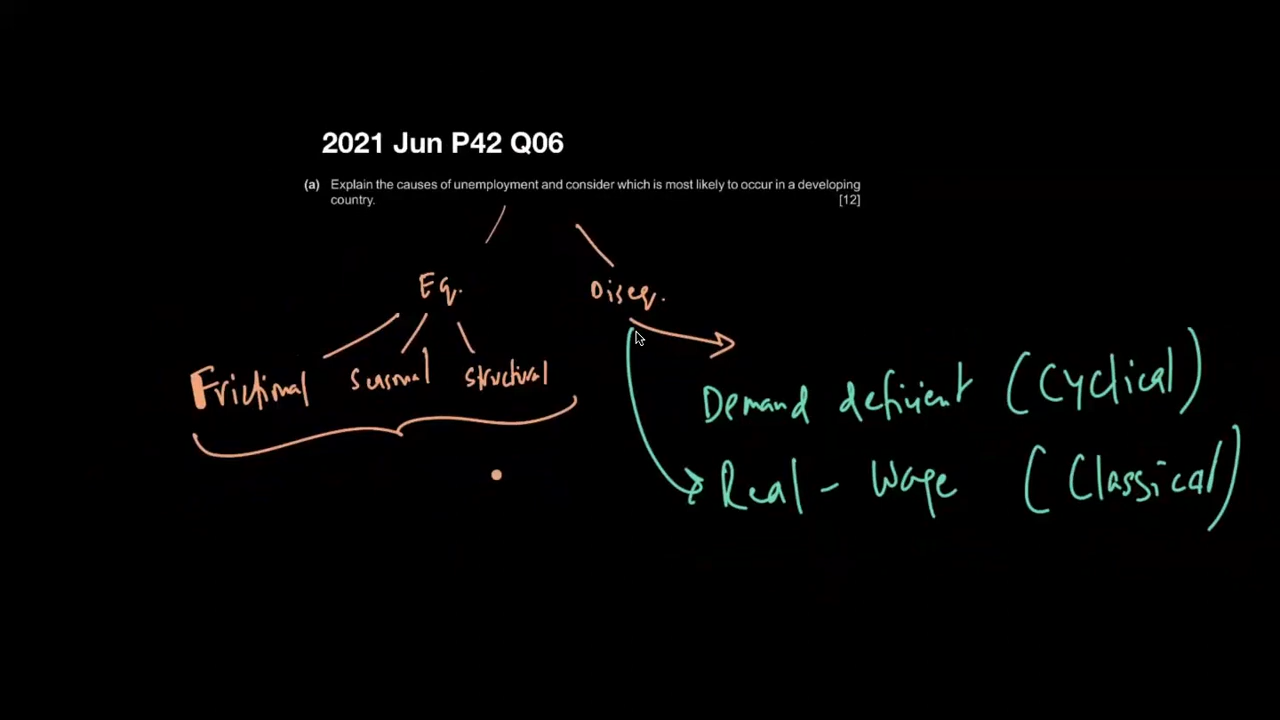 2021 Jun P42 Q06
(a) Explain the causes of unemployment and consider which is most likely to occur in a developing
country. [12]
Eq. Diseq.
Frictional Seasonal structural
Demand deficient (Cyclical)
Real - Wage (Classical)